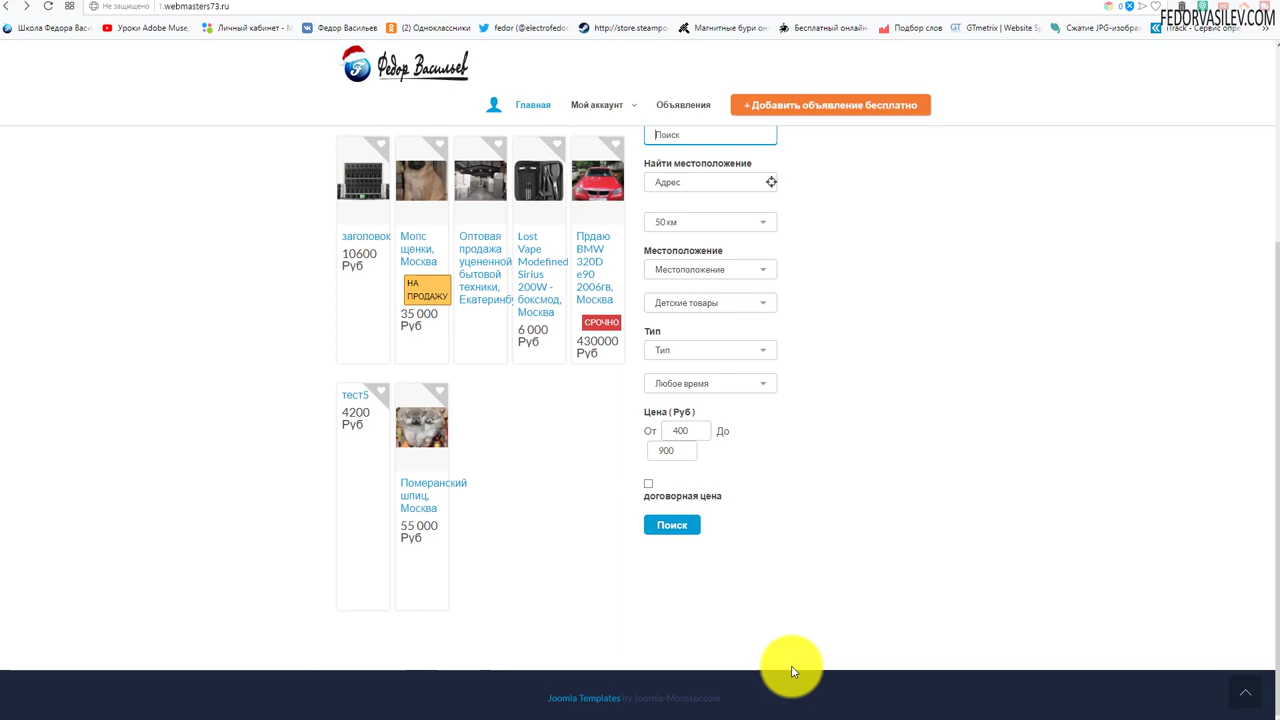 Не защищено 1.webmasters73.ru
0
FEDORVASILEV.COM
Школа Федора Васи
Уроки Adobe Muse
Личный кабинет - М
Федор Васильев
(2) Одноклассники
fedor (@electrofedor)
http://store.steampo
Магнитные бури он
Бесплатный онлайн
Подбор слов
GTmetrix | Website S
Сжатие JPG-изобра
iTrack - Сервис опре
Федор Васильев
Главная
Мой аккаунт
Объявления
+ Добавить объявление бесплатно
заголовок
10600
Руб
Мопс
щенки,
Москва
НА
ПРОДАЖУ
35 000
Руб
Оптовая
продажа
уцененной
бытовой
техники,
Екатеринбу
Lost
Vape
Modefined
Sirius
200W -
боксмод,
Москва
6 000
Руб
Прдаю
BMW
320D
e90
2006гв,
Москва
СРОЧНО
430000
Руб
тест5
4200
Руб
Померанский
шпиц,
Москва
55 000
Руб
Поиск
Найти местоположение
Адрес
50 км
Местоположение
Местоположение
Детские товары
Тип
Тип
Любое время
Цена ( Руб )
От 400 До
900
договорная цена
Поиск
Joomla Templates by Joomla-Monster.com